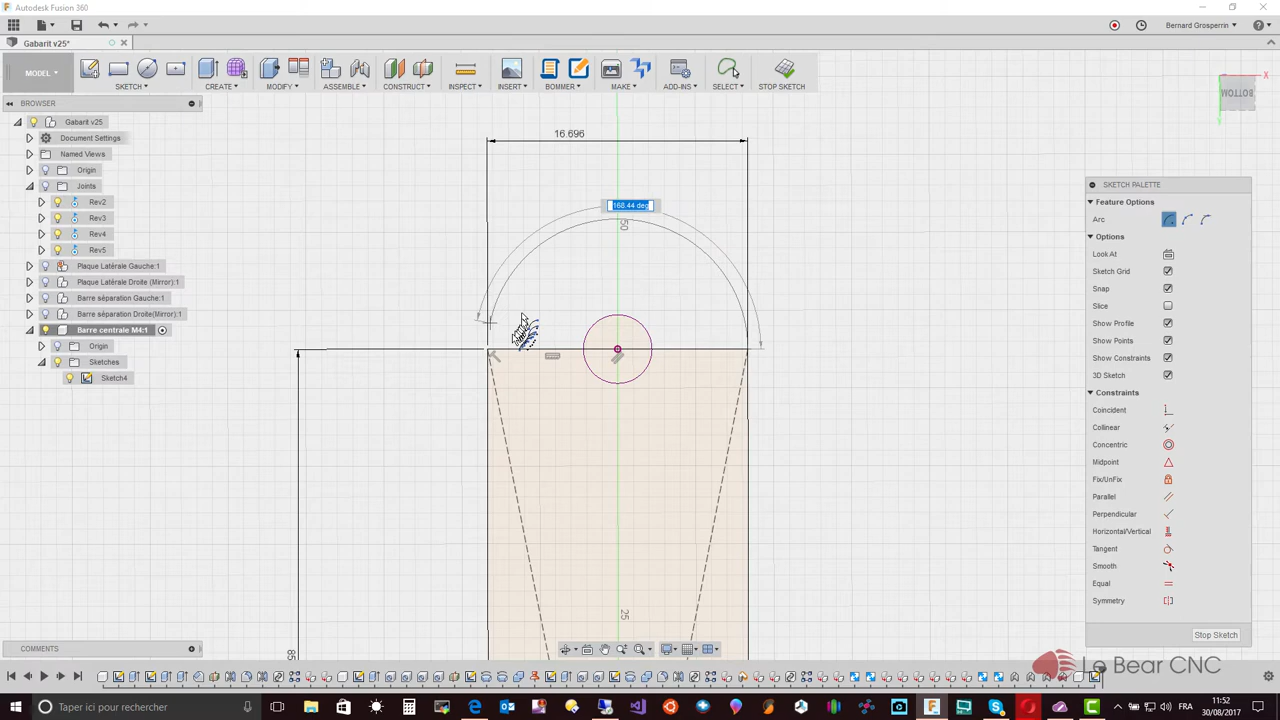 Autodesk Fusion 360
Bernard Grosperrin
Gabarit v25*
MODEL
SKETCH
CREATE
MODIFY
ASSEMBLE
CONSTRUCT
INSPECT
INSERT
BOMMER
MAKE
ADD-INS
SELECT
STOP SKETCH
BROWSER
Gabarit v25
Document Settings
Named Views
Origin
Joints
Rev2
Rev3
Rev4
Rev5
Plaque Latérale Gauche:1
Plaque Latérale Droite (Mirror):1
Barre séparation Gauche:1
Barre séparation Droite(Mirror):1
Barre centrale M4:1
Origin
Sketches
Sketch4
16.696
168.44 deg
50
25
85
BOTTOM
X
SKETCH PALETTE
Feature Options
Arc
Options
Look At
Sketch Grid
Snap
Slice
Show Profile
Show Points
Show Constraints
3D Sketch
Constraints
Coincident
Collinear
Concentric
Midpoint
Fix/UnFix
Parallel
Perpendicular
Horizontal/Vertical
Tangent
Smooth
Equal
Symmetry
Stop Sketch
COMMENTS
Le Bear CNC
Taper ici pour rechercher
11:52
30/08/2017